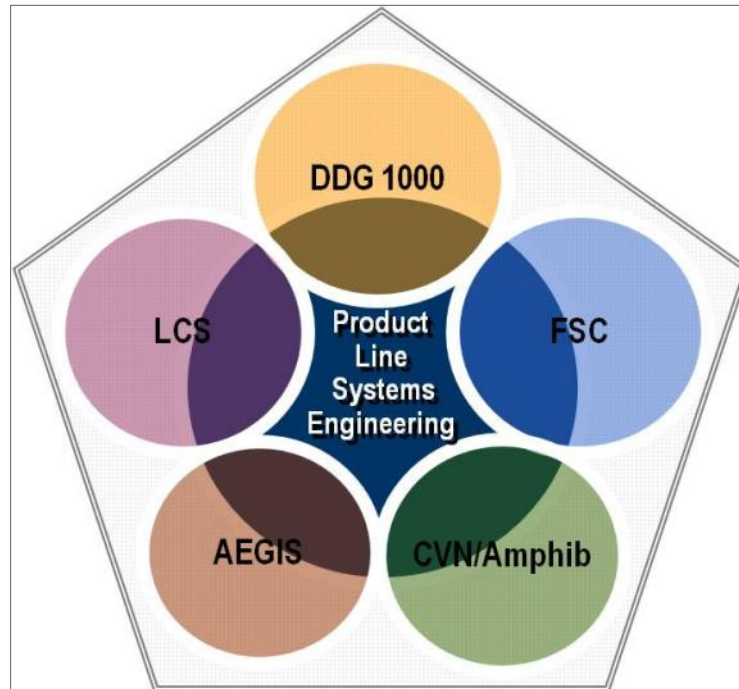 DDG 1000
LCS
Product
Line
Systems
Engineering
FSC
AEGIS
CVN/Amphib